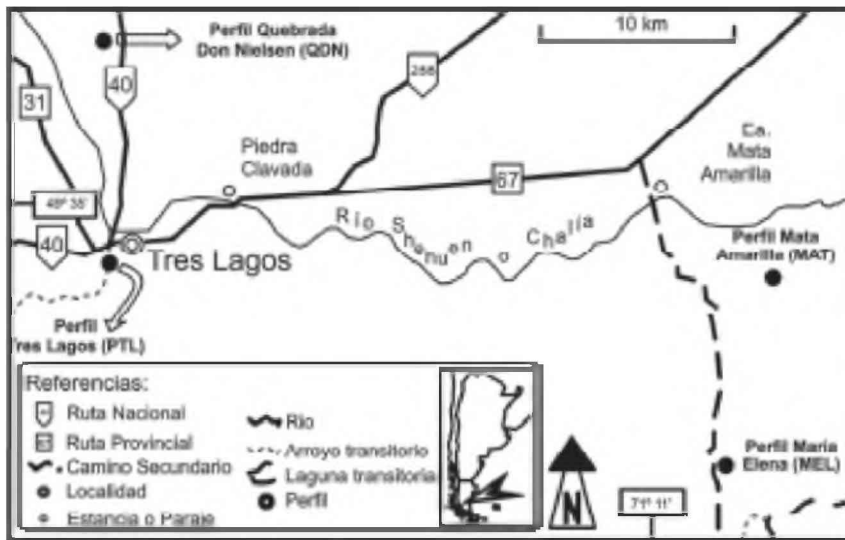 Perfil Quebrada
Don Nielsen (QDN)
10 km
31
40
288
Piedra
Clavada
67
Ea.
Mata
Amarilla
49° 35'
Río Shehuen o Chalía
40
Tres Lagos
Perfil Mata
Amarilla (MAT)
Perfil
Tres Lagos (PTL)
Referencias:
Ruta Nacional
Ruta Provincial
Camino Secundario
Localidad
Estancia o Paraje
Río
Arroyo transitorio
Laguna transitoria
Perfil
N
Perfil María
Elena (MEL)
71° 11'